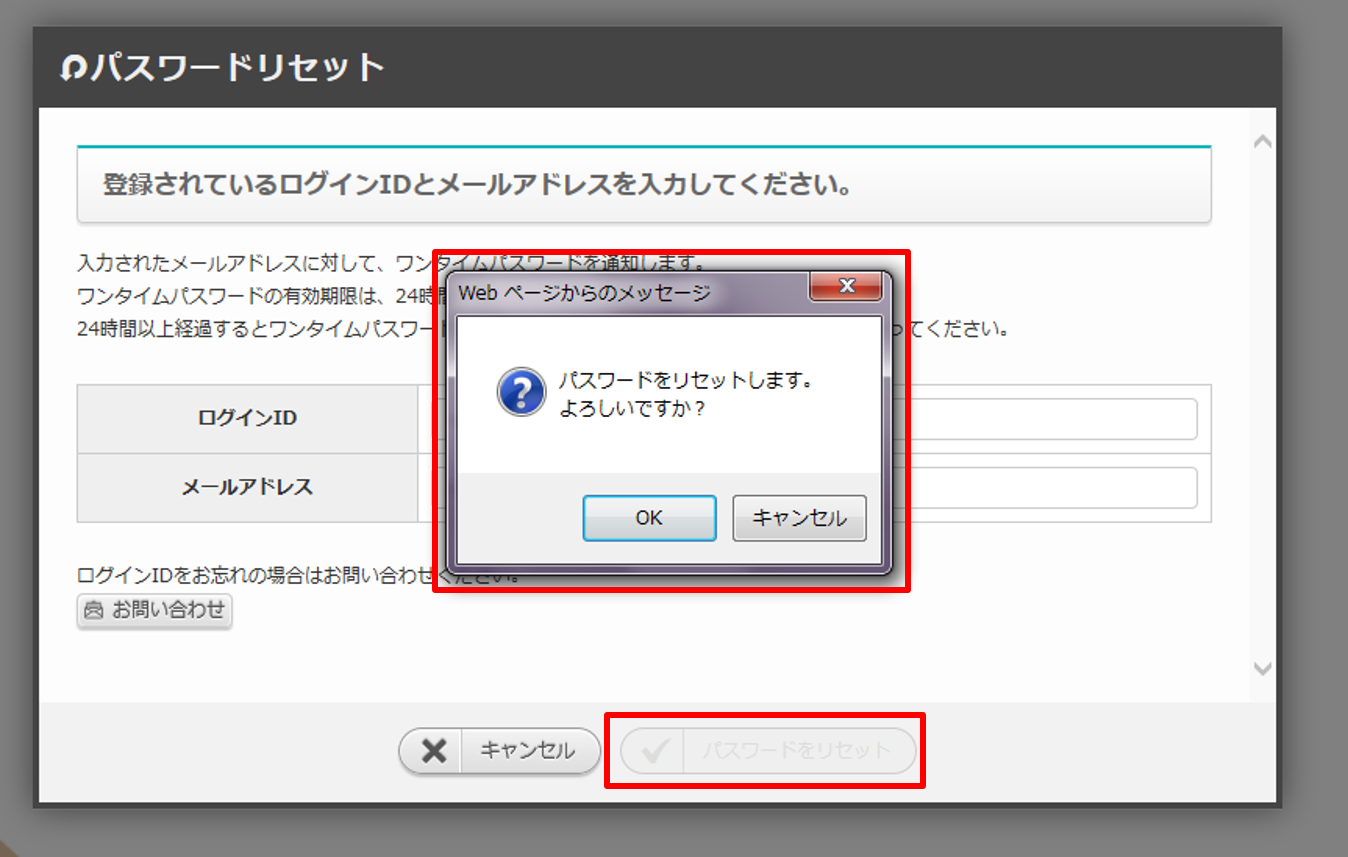 パスワードリセット
登録されているログインIDとメールアドレスを入力してください。
入力されたメールアドレスに対して、ワンタイムパスワードを通知します。
ワンタイムパスワードの有効期限は、24時間
24時間以上経過するとワンタイムパスワー
ってください。
Web ページからのメッセージ
パスワードをリセットします。
よろしいですか？
OK
キャンセル
ログインID
メールアドレス
ログインIDをお忘れの場合はお問い合わせください。
お問い合わせ
キャンセル
パスワードをリセット